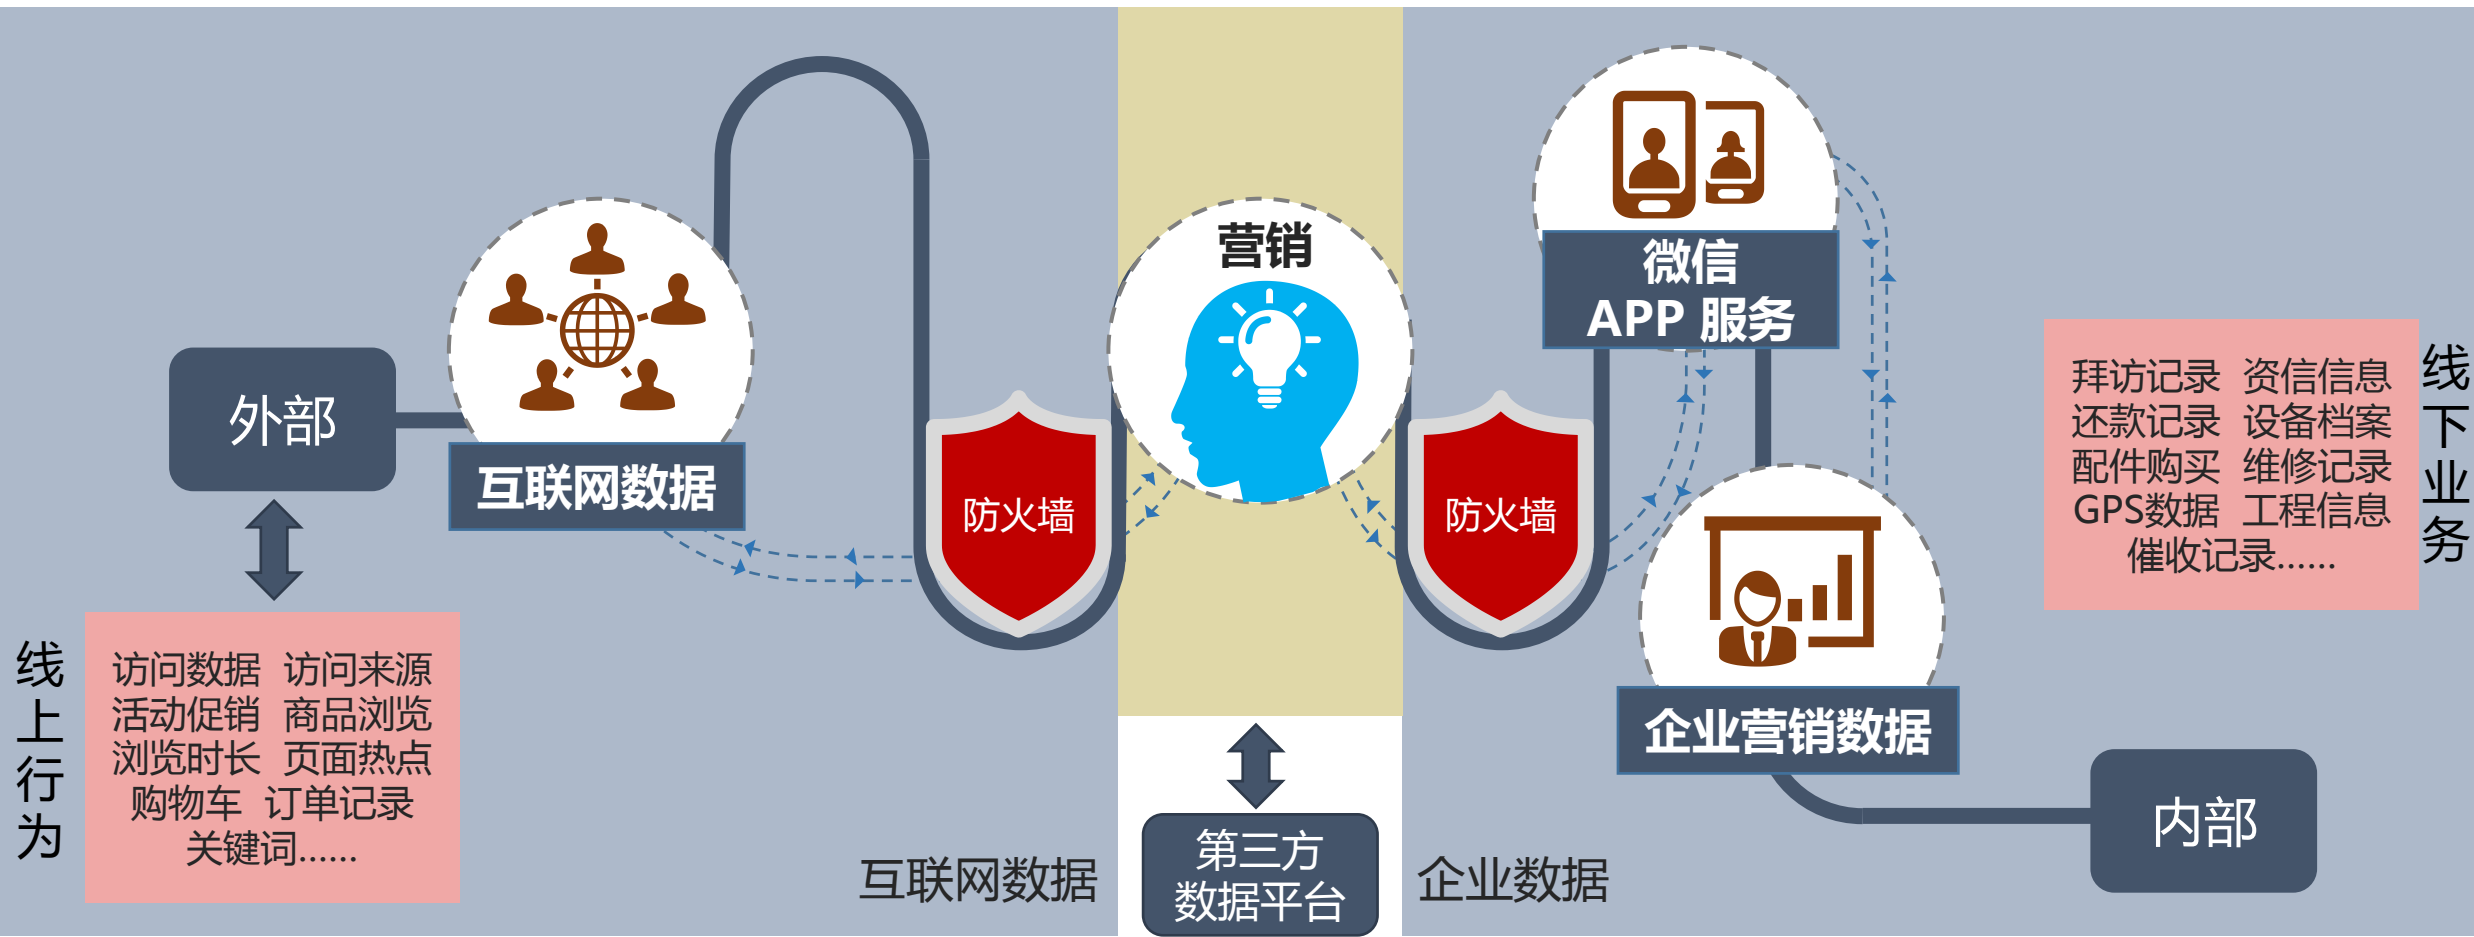 外部
互联网数据
线上行为
访问数据 访问来源
活动促销 商品浏览
浏览时长 页面热点
购物车 订单记录
关键词......
防火墙
互联网数据
营销
第三方
数据平台
防火墙
企业数据
微信
APP 服务
企业营销数据
内部
拜访记录 资信信息
还款记录 设备档案
配件购买 维修记录
GPS数据 工程信息
催收记录......
线下业务